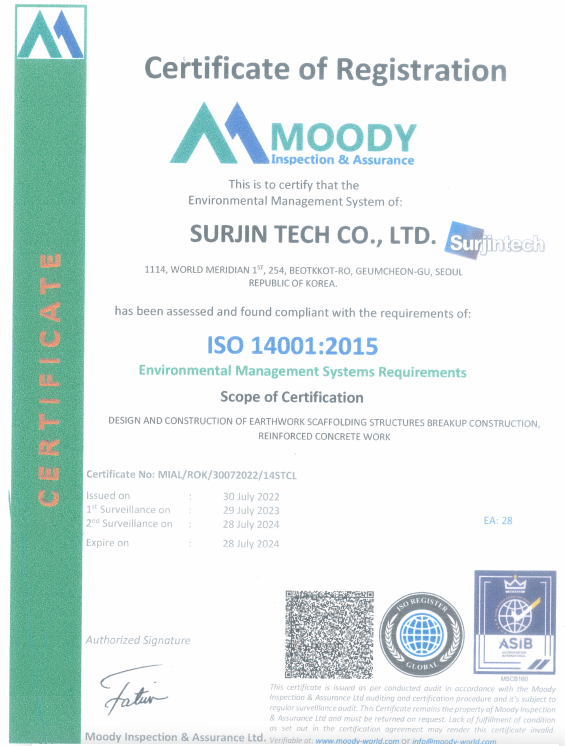 Certificate of Registration
MOODY
Inspection & Assurance
This is to certify that the
Environmental Management System of:
SURJIN TECH CO., LTD.
Surjintech
1114, WORLD MERIDIAN 1ST, 254, BEOTKKOT-RO, GEUMCHEON-GU, SEOUL
REPUBLIC OF KOREA.
has been assessed and found compliant with the requirements of:
ISO 14001:2015
Environmental Management Systems Requirements
Scope of Certification
DESIGN AND CONSTRUCTION OF EARTHWORK SCAFFOLDING STRUCTURES BREAKUP CONSTRUCTION,
REINFORCED CONCRETE WORK
CERTIFICATE
Certificate No: MIAL/ROK/30072022/14STCL
Issued on : 30 July 2022
1st Surveillance on : 29 July 2023
2nd Surveillance on : 28 July 2024
Expire on : 28 July 2024
EA: 28
Authorized Signature
ISO REGISTER
GLOBAL
ASIB
ACCREDITATION
INTERNATIONAL
MSCB160
This certificate is issued as per conducted audit in accordance with the Moody
Inspection & Assurance Ltd auditing and certification procedure and it's subject to
regular surveillance audit. This Certificate remains the property of Moody Inspection
& Assurance Ltd and must be returned on request. Lack of fulfillment of condition
as set out in the certification agreement may render this certificate invalid.
Moody Inspection & Assurance Ltd. Verifiable at: www.moody-world.com or info@moody-world.com